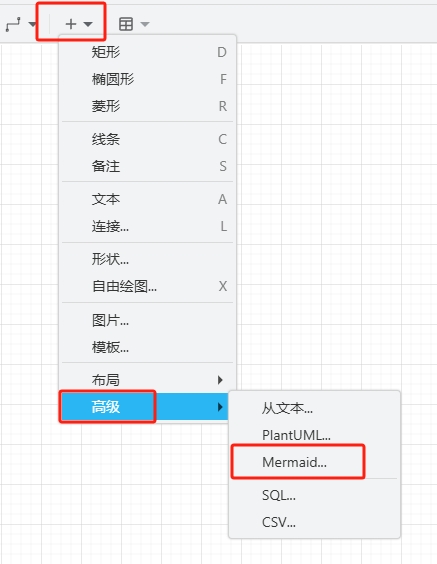 矩形 D
椭圆形 F
菱形 R
线条 C
备注 S
文本 A
连接... L
形状...
自由绘图... X
图片...
模板...
布局
高级
从文本...
PlantUML...
Mermaid...
SQL...
CSV...